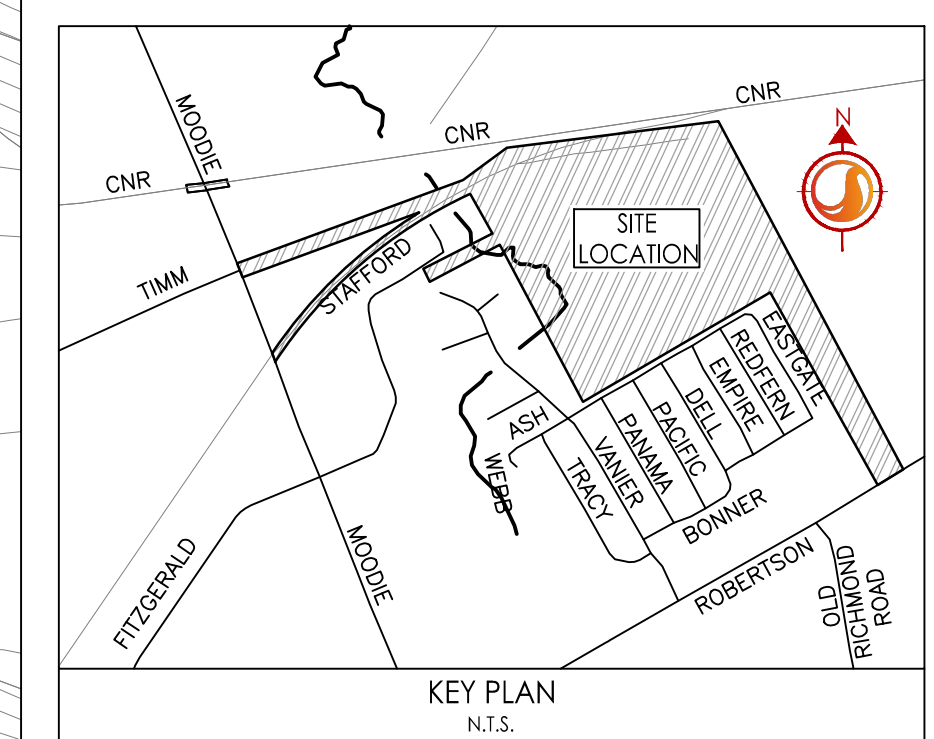 MOODIE
CNR
CNR
CNR
N
SITE
LOCATION
TIMM
STAFFORD
EASTGATE
REDFERN
EMPIRE
DELL
PACIFIC
PANAMA
VANIER
TRACY
ASH
WEBB
BONNER
MOODIE
FITZGERALD
ROBERTSON
OLD
RICHMOND
ROAD
KEY PLAN
N.T.S.